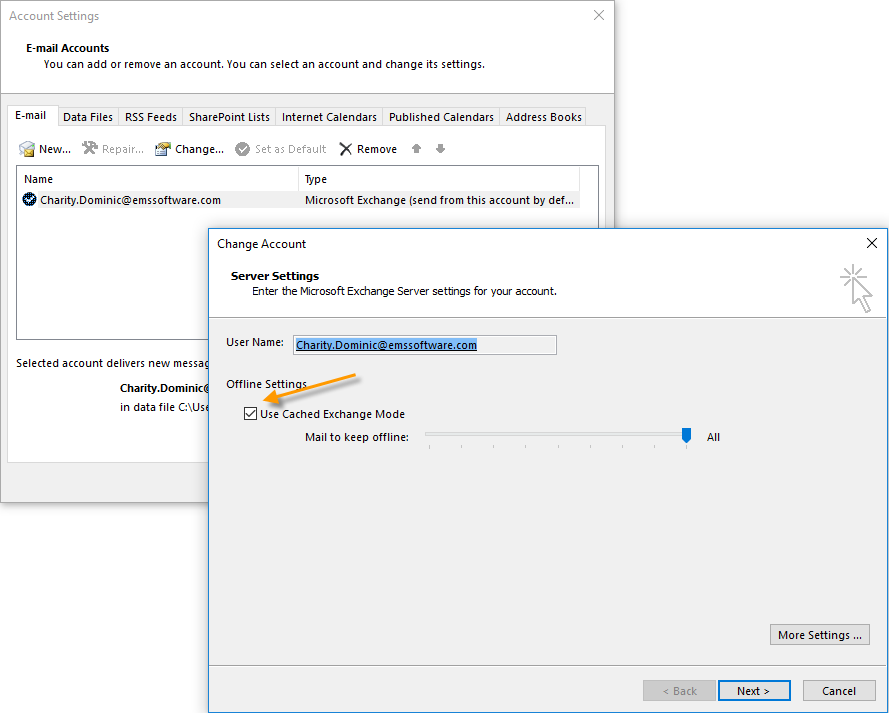 Account Settings
E-mail Accounts
You can add or remove an account. You can select an account and change its settings.
E-mail Data Files RSS Feeds SharePoint Lists Internet Calendars Published Calendars Address Books
New... Repair... Change... Set as Default Remove
Name Type
Charity.Dominic@emssoftware.com Microsoft Exchange (send from this account by def...
Selected account delivers new
Charity.Dominic@
in data file
Change Account
Server Settings
Enter the Microsoft Exchange Server settings for your account.
User Name: Charity.Dominic@emssoftware.com
Offline Settings
Use Cached Exchange Mode
Mail to keep offline: All
More Settings ...
< Back Next > Cancel